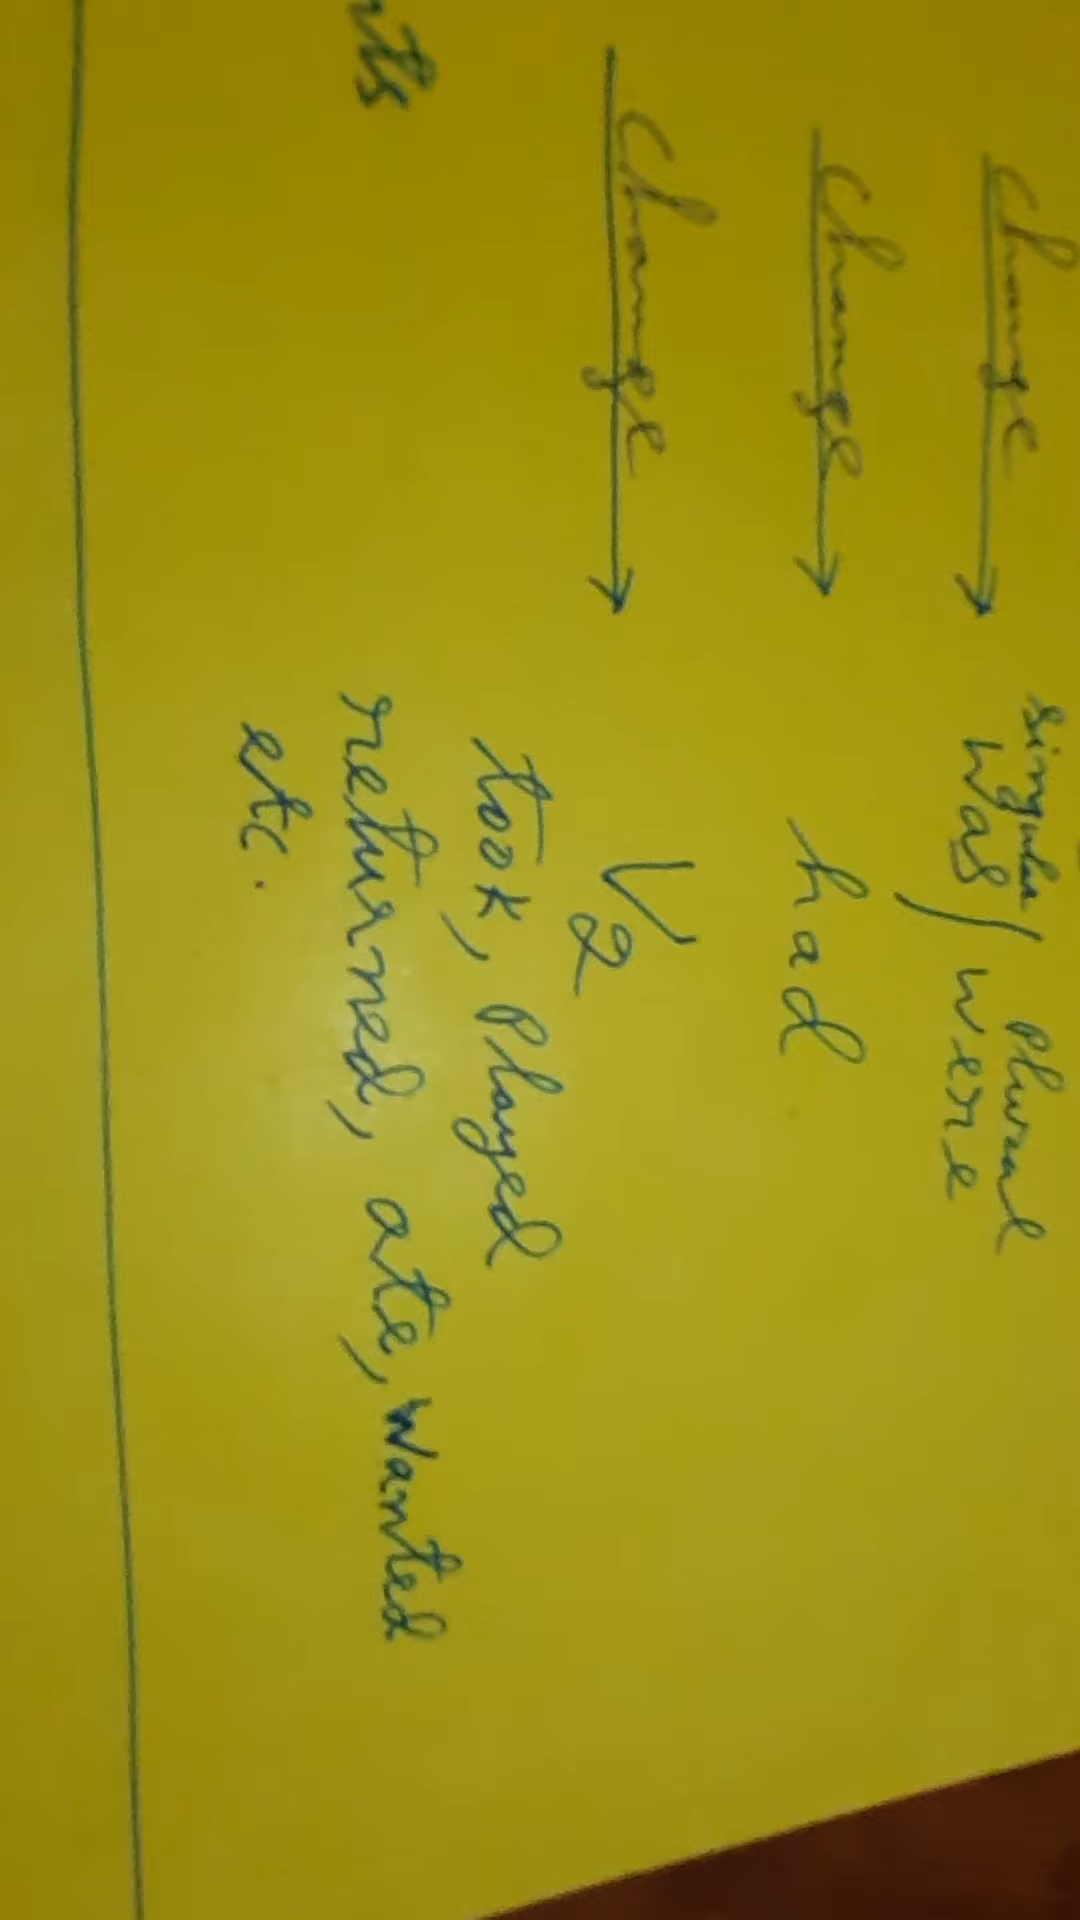 singular Plural
change was / were
change had
change V2
took, Played
returned, ate, wanted
etc.